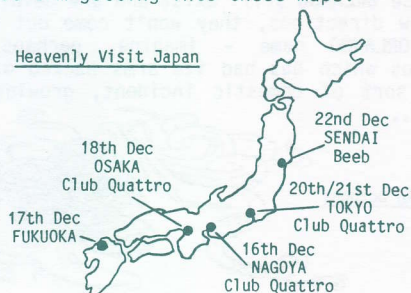 Heavenly Visit Japan
22nd Dec
SENDAI
Beeb
18th Dec
OSAKA
Club Quattro
20th/21st Dec
TOKYO
Club Quattro
17th Dec
FUKUOKA
16th Dec
NAGOYA
Club Quattro